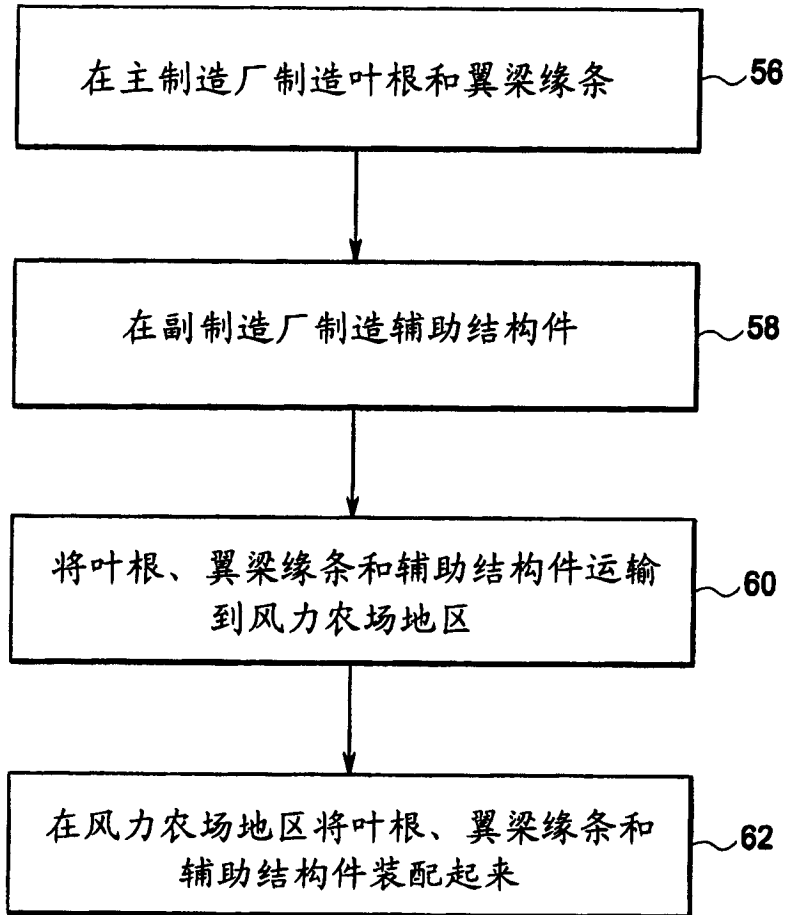 在主制造厂制造叶根和翼梁缘条
56
在副制造厂制造辅助结构件
58
将叶根、翼梁缘条和辅助结构件运输
到风力农场地区
60
在风力农场地区将叶根、翼梁缘条和
辅助结构件装配起来
62